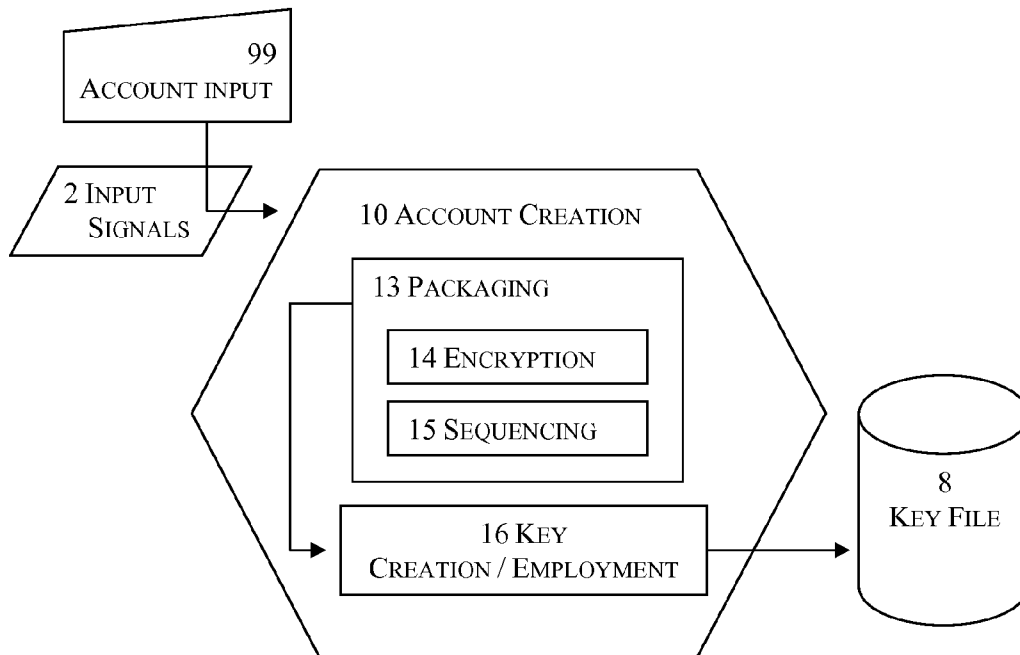 99
ACCOUNT INPUT
2 INPUT
SIGNALS
10 ACCOUNT CREATION
13 PACKAGING
14 ENCRYPTION
15 SEQUENCING
16 KEY
CREATION / EMPLOYMENT
8
KEY FILE